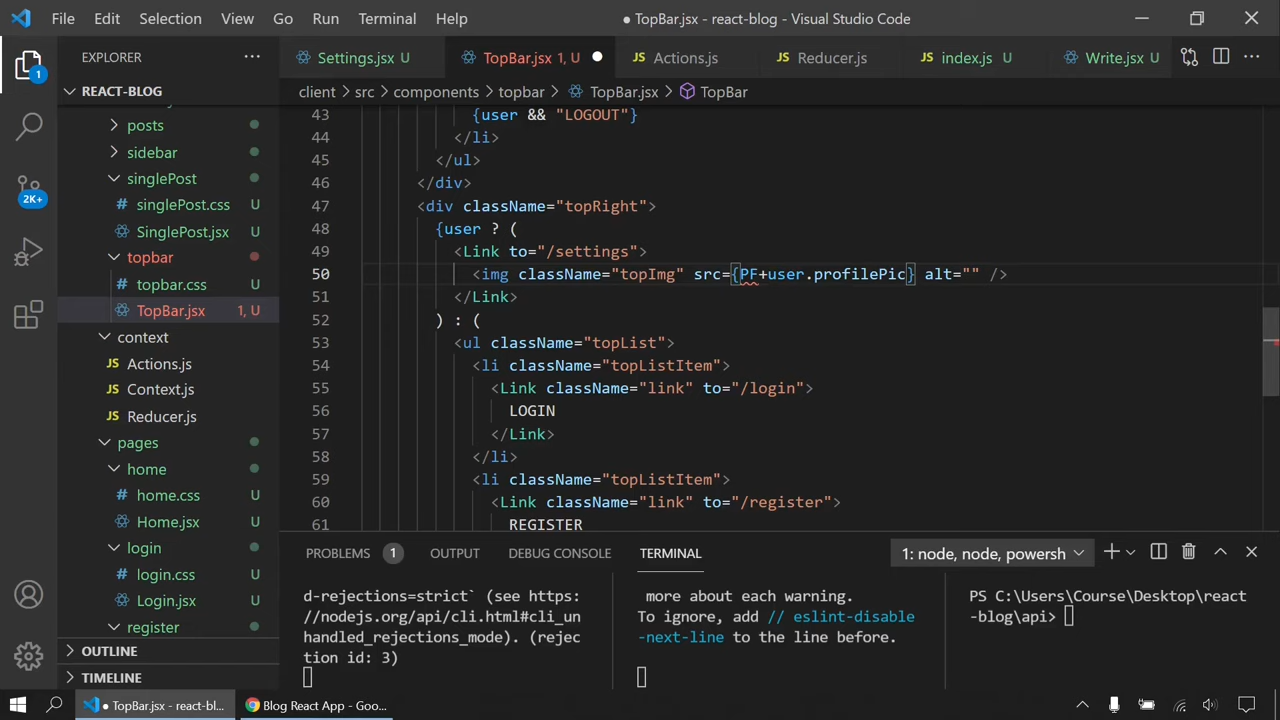 File Edit Selection View Go Run Terminal Help
● TopBar.jsx - react-blog - Visual Studio Code
EXPLORER
Settings.jsx U
TopBar.jsx 1, U
JS Actions.js
JS Reducer.js
JS index.js U
Write.jsx U
1
REACT-BLOG
client > src > components > topbar > TopBar.jsx > TopBar
posts
sidebar
singlePost
# singlePost.css U
SinglePost.jsx U
topbar
# topbar.css U
TopBar.jsx 1, U
context
JS Actions.js
JS Context.js
JS Reducer.js
pages
home
# home.css U
Home.jsx U
login
# login.css U
Login.jsx U
register
OUTLINE
TIMELINE
2K+
43 {user && "LOGOUT"}
44 </li>
45 </ul>
46 </div>
47 <div className="topRight">
48 {user ? (
49 <Link to="/settings">
50 <img className="topImg" src={PF+user.profilePic} alt="" />
51 </Link>
52 ) : (
53 <ul className="topList">
54 <li className="topListItem">
55 <Link className="link" to="/login">
56 LOGIN
57 </Link>
58 </li>
59 <li className="topListItem">
60 <Link className="link" to="/register">
61 REGISTER
PROBLEMS 1 OUTPUT DEBUG CONSOLE TERMINAL
1: node, node, powersh
d-rejections=strict` (see https:
//nodejs.org/api/cli.html#cli_un
handled_rejections_mode). (rejec
tion id: 3)
more about each warning.
To ignore, add // eslint-disable
-next-line to the line before.
PS C:\Users\Course\Desktop\react
-blog\api>
● TopBar.jsx - react-bl...
Blog React App - Goo...